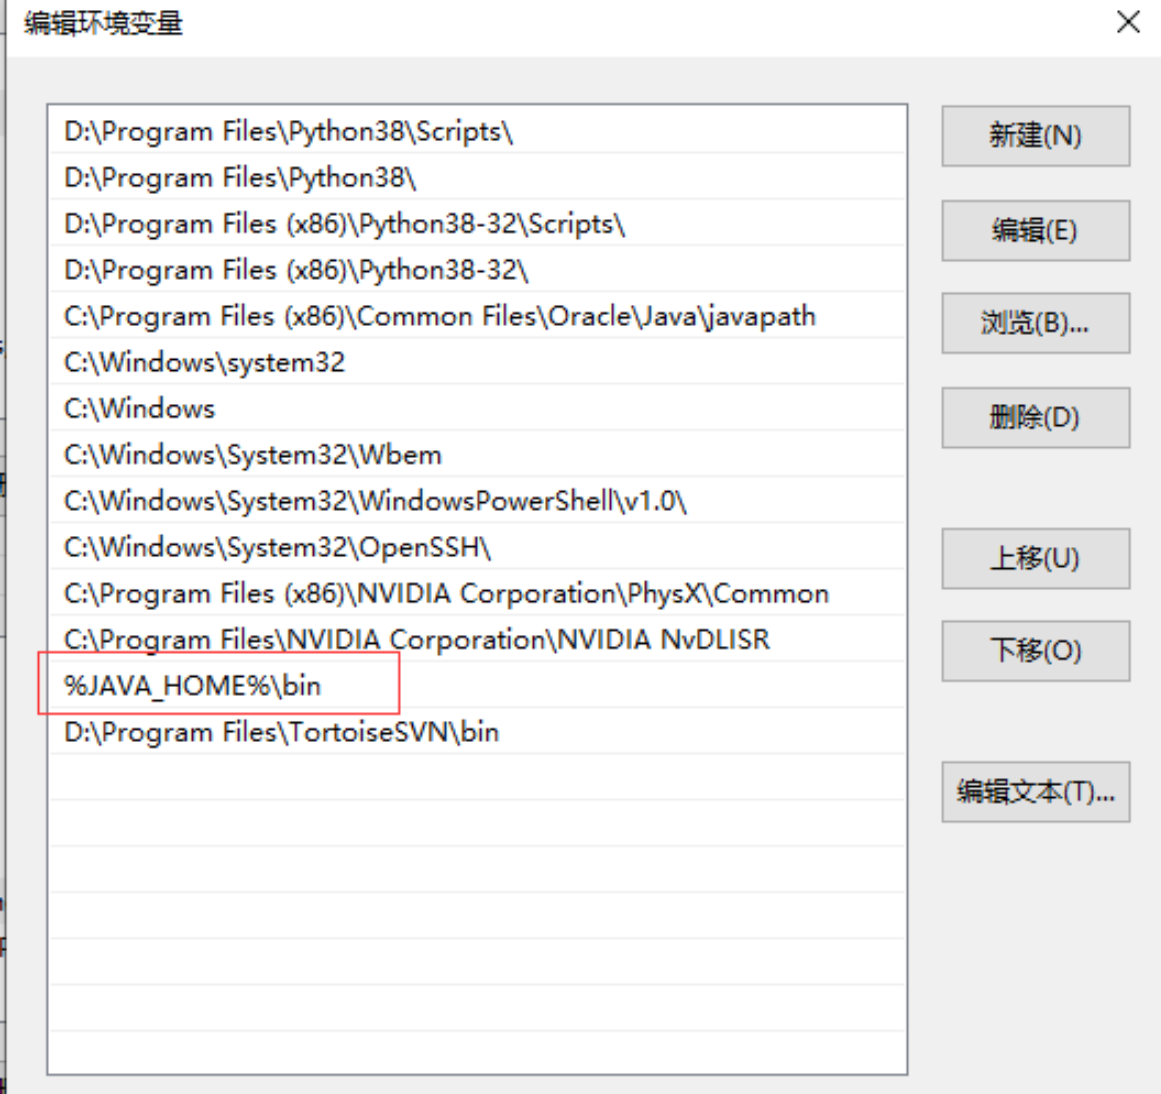 编辑环境变量
D:\Program Files\Python38\Scripts\
D:\Program Files\Python38\
D:\Program Files (x86)\Python38-32\Scripts\
D:\Program Files (x86)\Python38-32\
C:\Program Files (x86)\Common Files\Oracle\Java\javapath
C:\Windows\system32
C:\Windows
C:\Windows\System32\Wbem
C:\Windows\System32\WindowsPowerShell\v1.0\
C:\Windows\System32\OpenSSH\
C:\Program Files (x86)\NVIDIA Corporation\PhysX\Common
C:\Program Files\NVIDIA Corporation\NVIDIA NvDLISR
%JAVA_HOME%\bin
D:\Program Files\TortoiseSVN\bin
新建(N)
编辑(E)
浏览(B)...
删除(D)
上移(U)
下移(O)
编辑文本(T)...